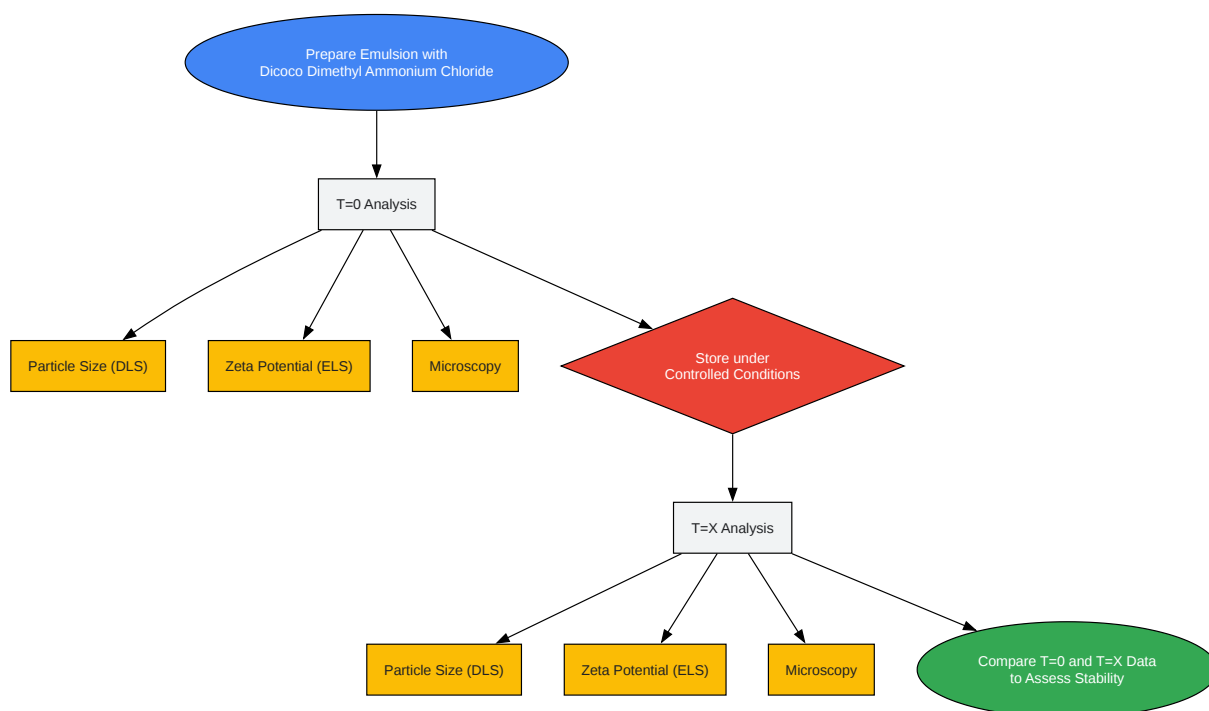 Prepare Emulsion with
Dicoco Dimethyl Ammonium Chloride
T=0 Analysis
Particle Size (DLS)
Zeta Potential (ELS)
Microscopy
Store under
Controlled Conditions
T=X Analysis
Particle Size (DLS)
Zeta Potential (ELS)
Microscopy
Compare T=0 and T=X Data
to Assess Stability